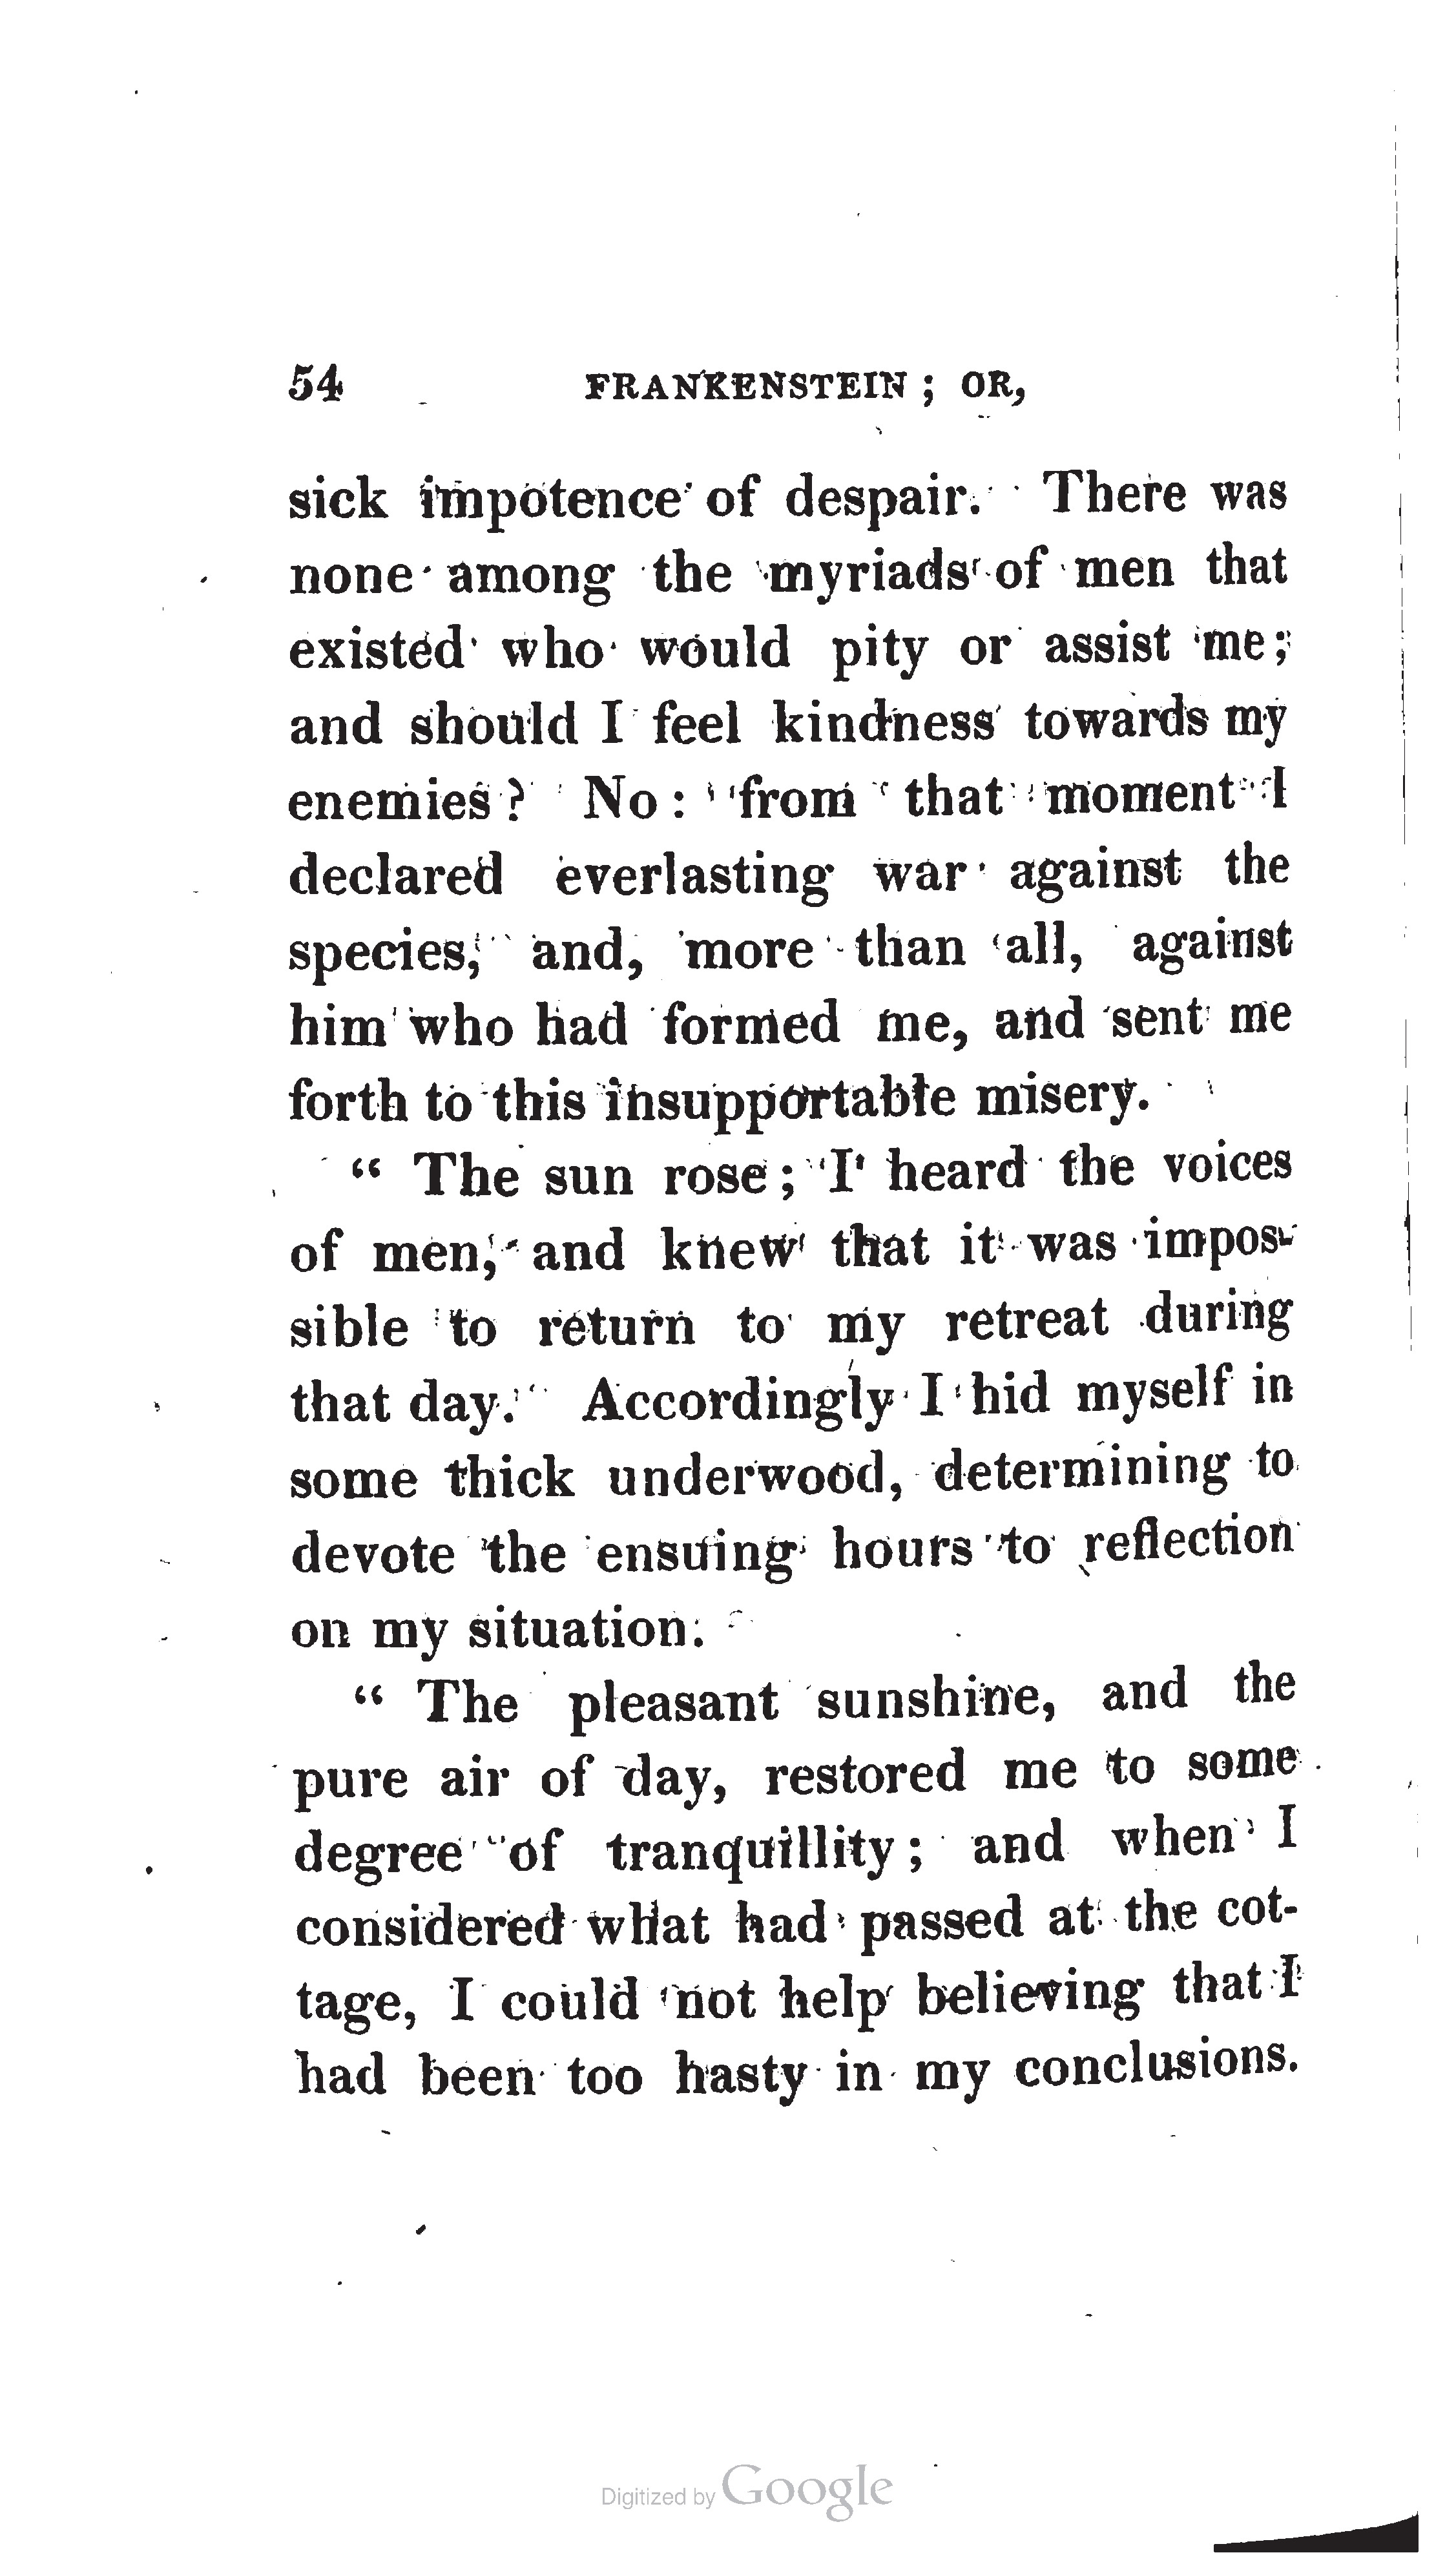 54 FRANKENSTEIN ; OR,
sick impotence of despair. There was
none among the myriads of men that
existed who would pity or assist me;
and should I feel kindness towards my
enemies? No: from that moment I
declared everlasting war against the
species, and, more than all, against
him who had formed me, and sent me
forth to this insupportable misery.
“ The sun rose; I heard the voices
of men, and knew that it was impos-
sible to return to my retreat during
that day. Accordingly I hid myself in
some thick underwood, determining to
devote the ensuing hours to reflection
on my situation.
“ The pleasant sunshine, and the
pure air of day, restored me to some
degree of tranquillity; and when I
considered what had passed at the cot-
tage, I could not help believing that I
had been too hasty in my conclusions.
Digitized by Google